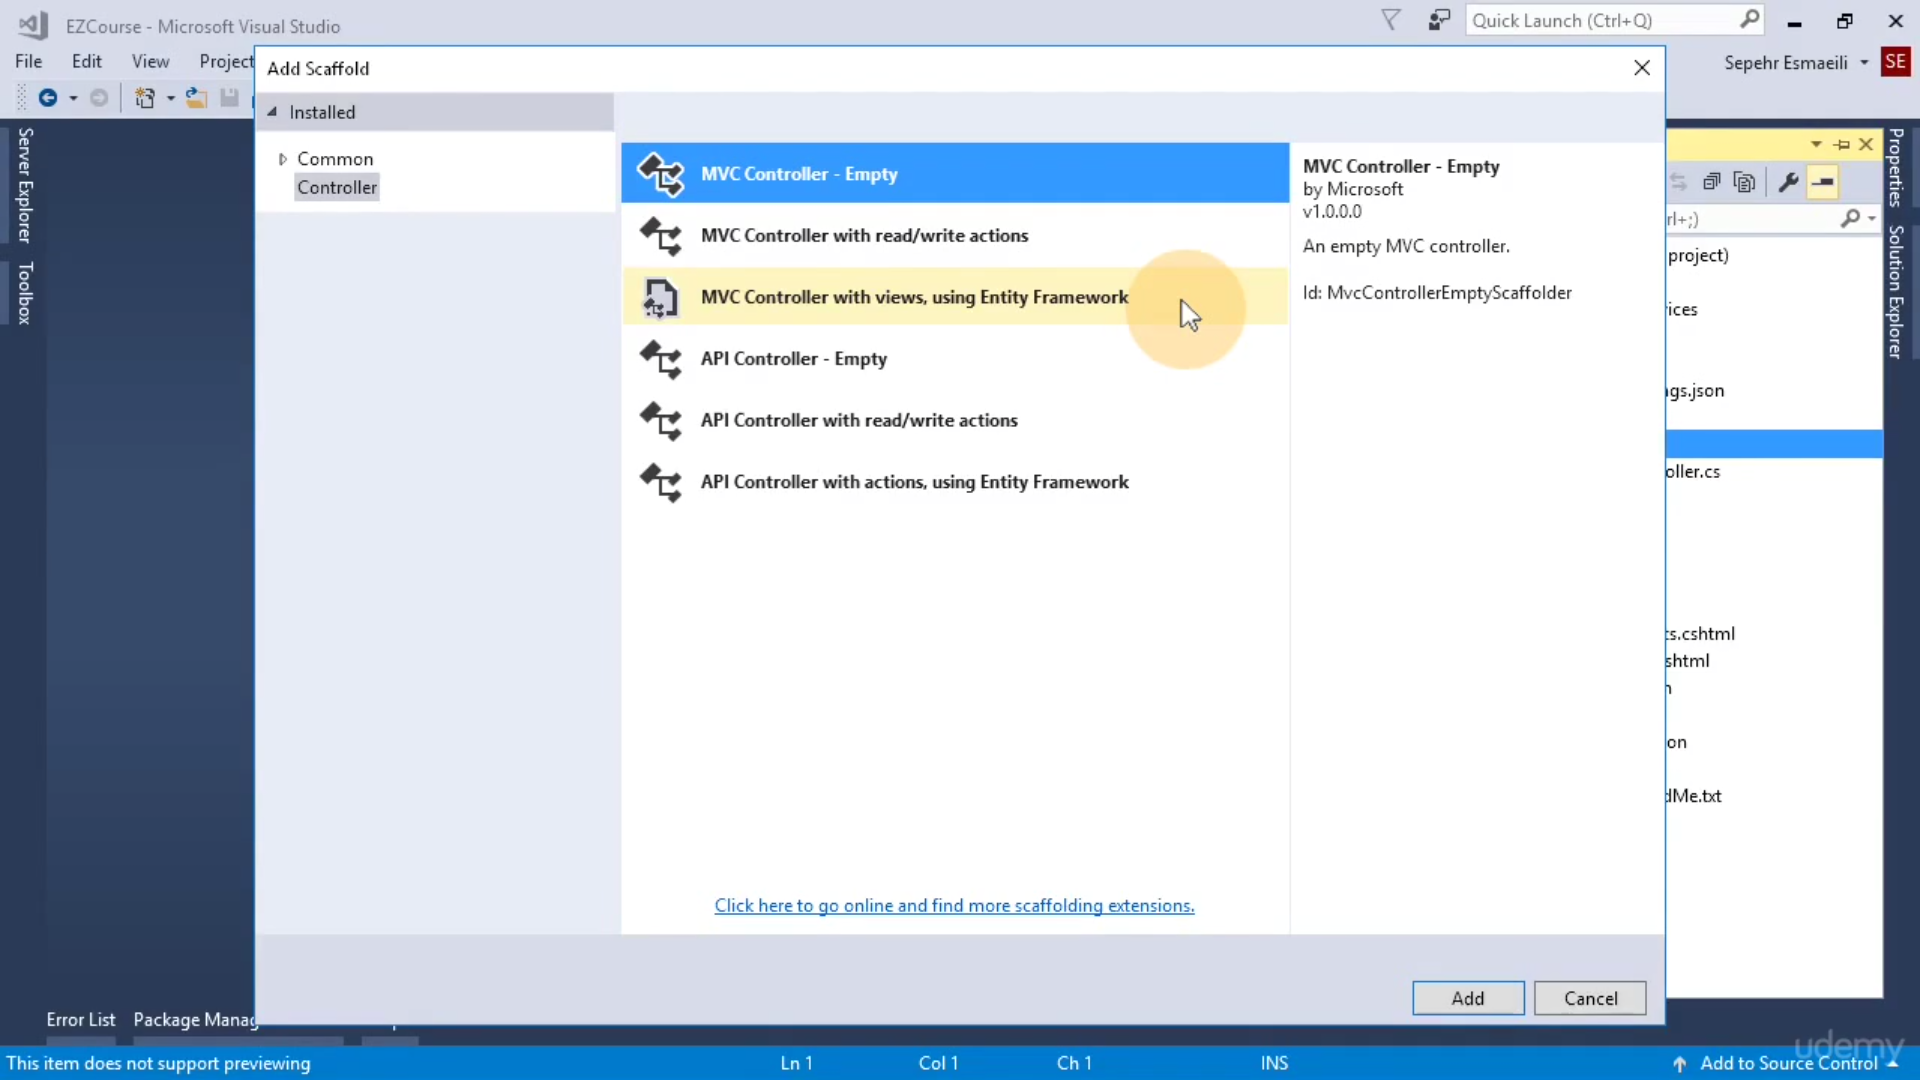 EZCourse - Microsoft Visual Studio
Quick Launch (Ctrl+Q)
File Edit View Project
Sepehr Esmaeili SE
Add Scaffold
Installed
Common
Controller
MVC Controller - Empty
MVC Controller with read/write actions
MVC Controller with views, using Entity Framework
API Controller - Empty
API Controller with read/write actions
API Controller with actions, using Entity Framework
Click here to go online and find more scaffolding extensions.
MVC Controller - Empty
by Microsoft
v1.0.0.0
An empty MVC controller.
Id: MvcControllerEmptyScaffolder
Add Cancel
Server Explorer
Toolbox
Properties
Solution Explorer
rl+;)
project)
ices
gs.json
oller.cs
ts.cshtml
shtml
n
on
dMe.txt
Error List Package Manag
This item does not support previewing Ln 1 Col 1 Ch 1 INS Add to Source Control
udemy